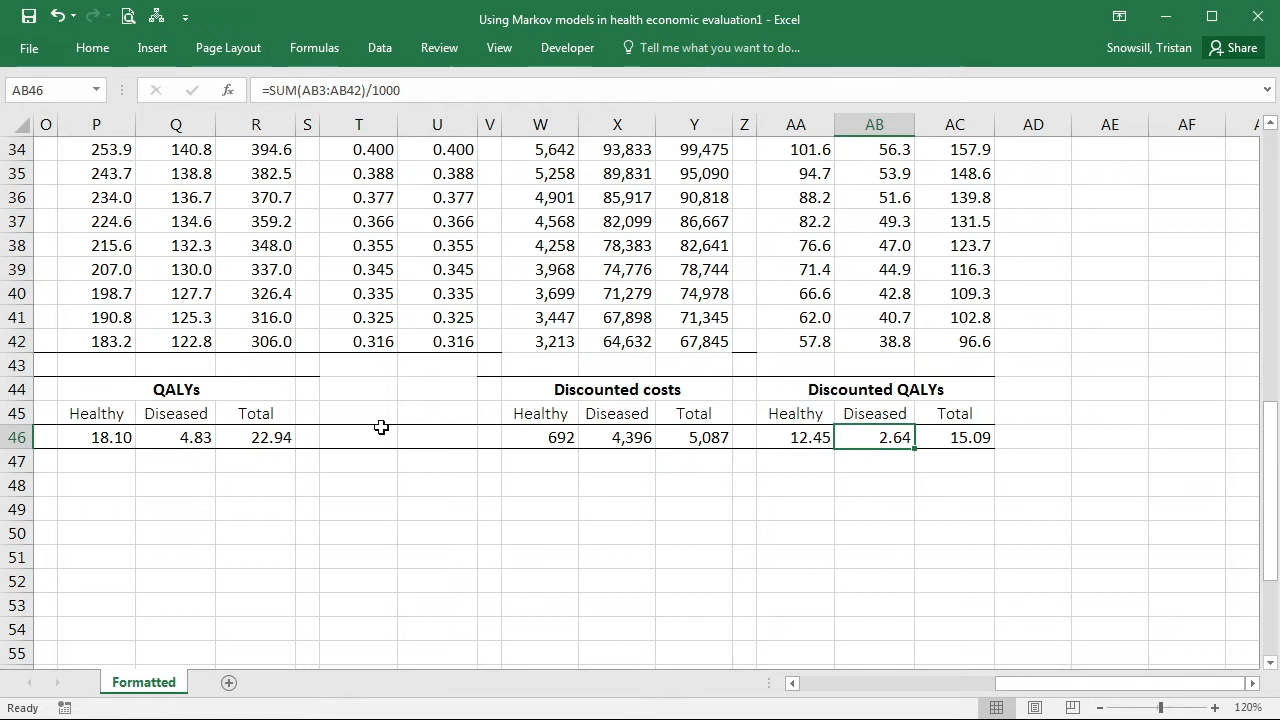 Using Markov models in health economic evaluation1 - Excel
File Home Insert Page Layout Formulas Data Review View Developer Tell me what you want to do... Snowsill, Tristan Share
AB46 fx =SUM(AB3:AB42)/1000
O P Q R S T U V W X Y Z AA AB AC AD AE AF
34 253.9 140.8 394.6 0.400 0.400 5,642 93,833 99,475 101.6 56.3 157.9
35 243.7 138.8 382.5 0.388 0.388 5,258 89,831 95,090 94.7 53.9 148.6
36 234.0 136.7 370.7 0.377 0.377 4,901 85,917 90,818 88.2 51.6 139.8
37 224.6 134.6 359.2 0.366 0.366 4,568 82,099 86,667 82.2 49.3 131.5
38 215.6 132.3 348.0 0.355 0.355 4,258 78,383 82,641 76.6 47.0 123.7
39 207.0 130.0 337.0 0.345 0.345 3,968 74,776 78,744 71.4 44.9 116.3
40 198.7 127.7 326.4 0.335 0.335 3,699 71,279 74,978 66.6 42.8 109.3
41 190.8 125.3 316.0 0.325 0.325 3,447 67,898 71,345 62.0 40.7 102.8
42 183.2 122.8 306.0 0.316 0.316 3,213 64,632 67,845 57.8 38.8 96.6
43
44 QALYs Discounted costs Discounted QALYs
45 Healthy Diseased Total Healthy Diseased Total Healthy Diseased Total
46 18.10 4.83 22.94 692 4,396 5,087 12.45 2.64 15.09
47
48
49
50
51
52
53
54
55
Formatted
Ready 120%